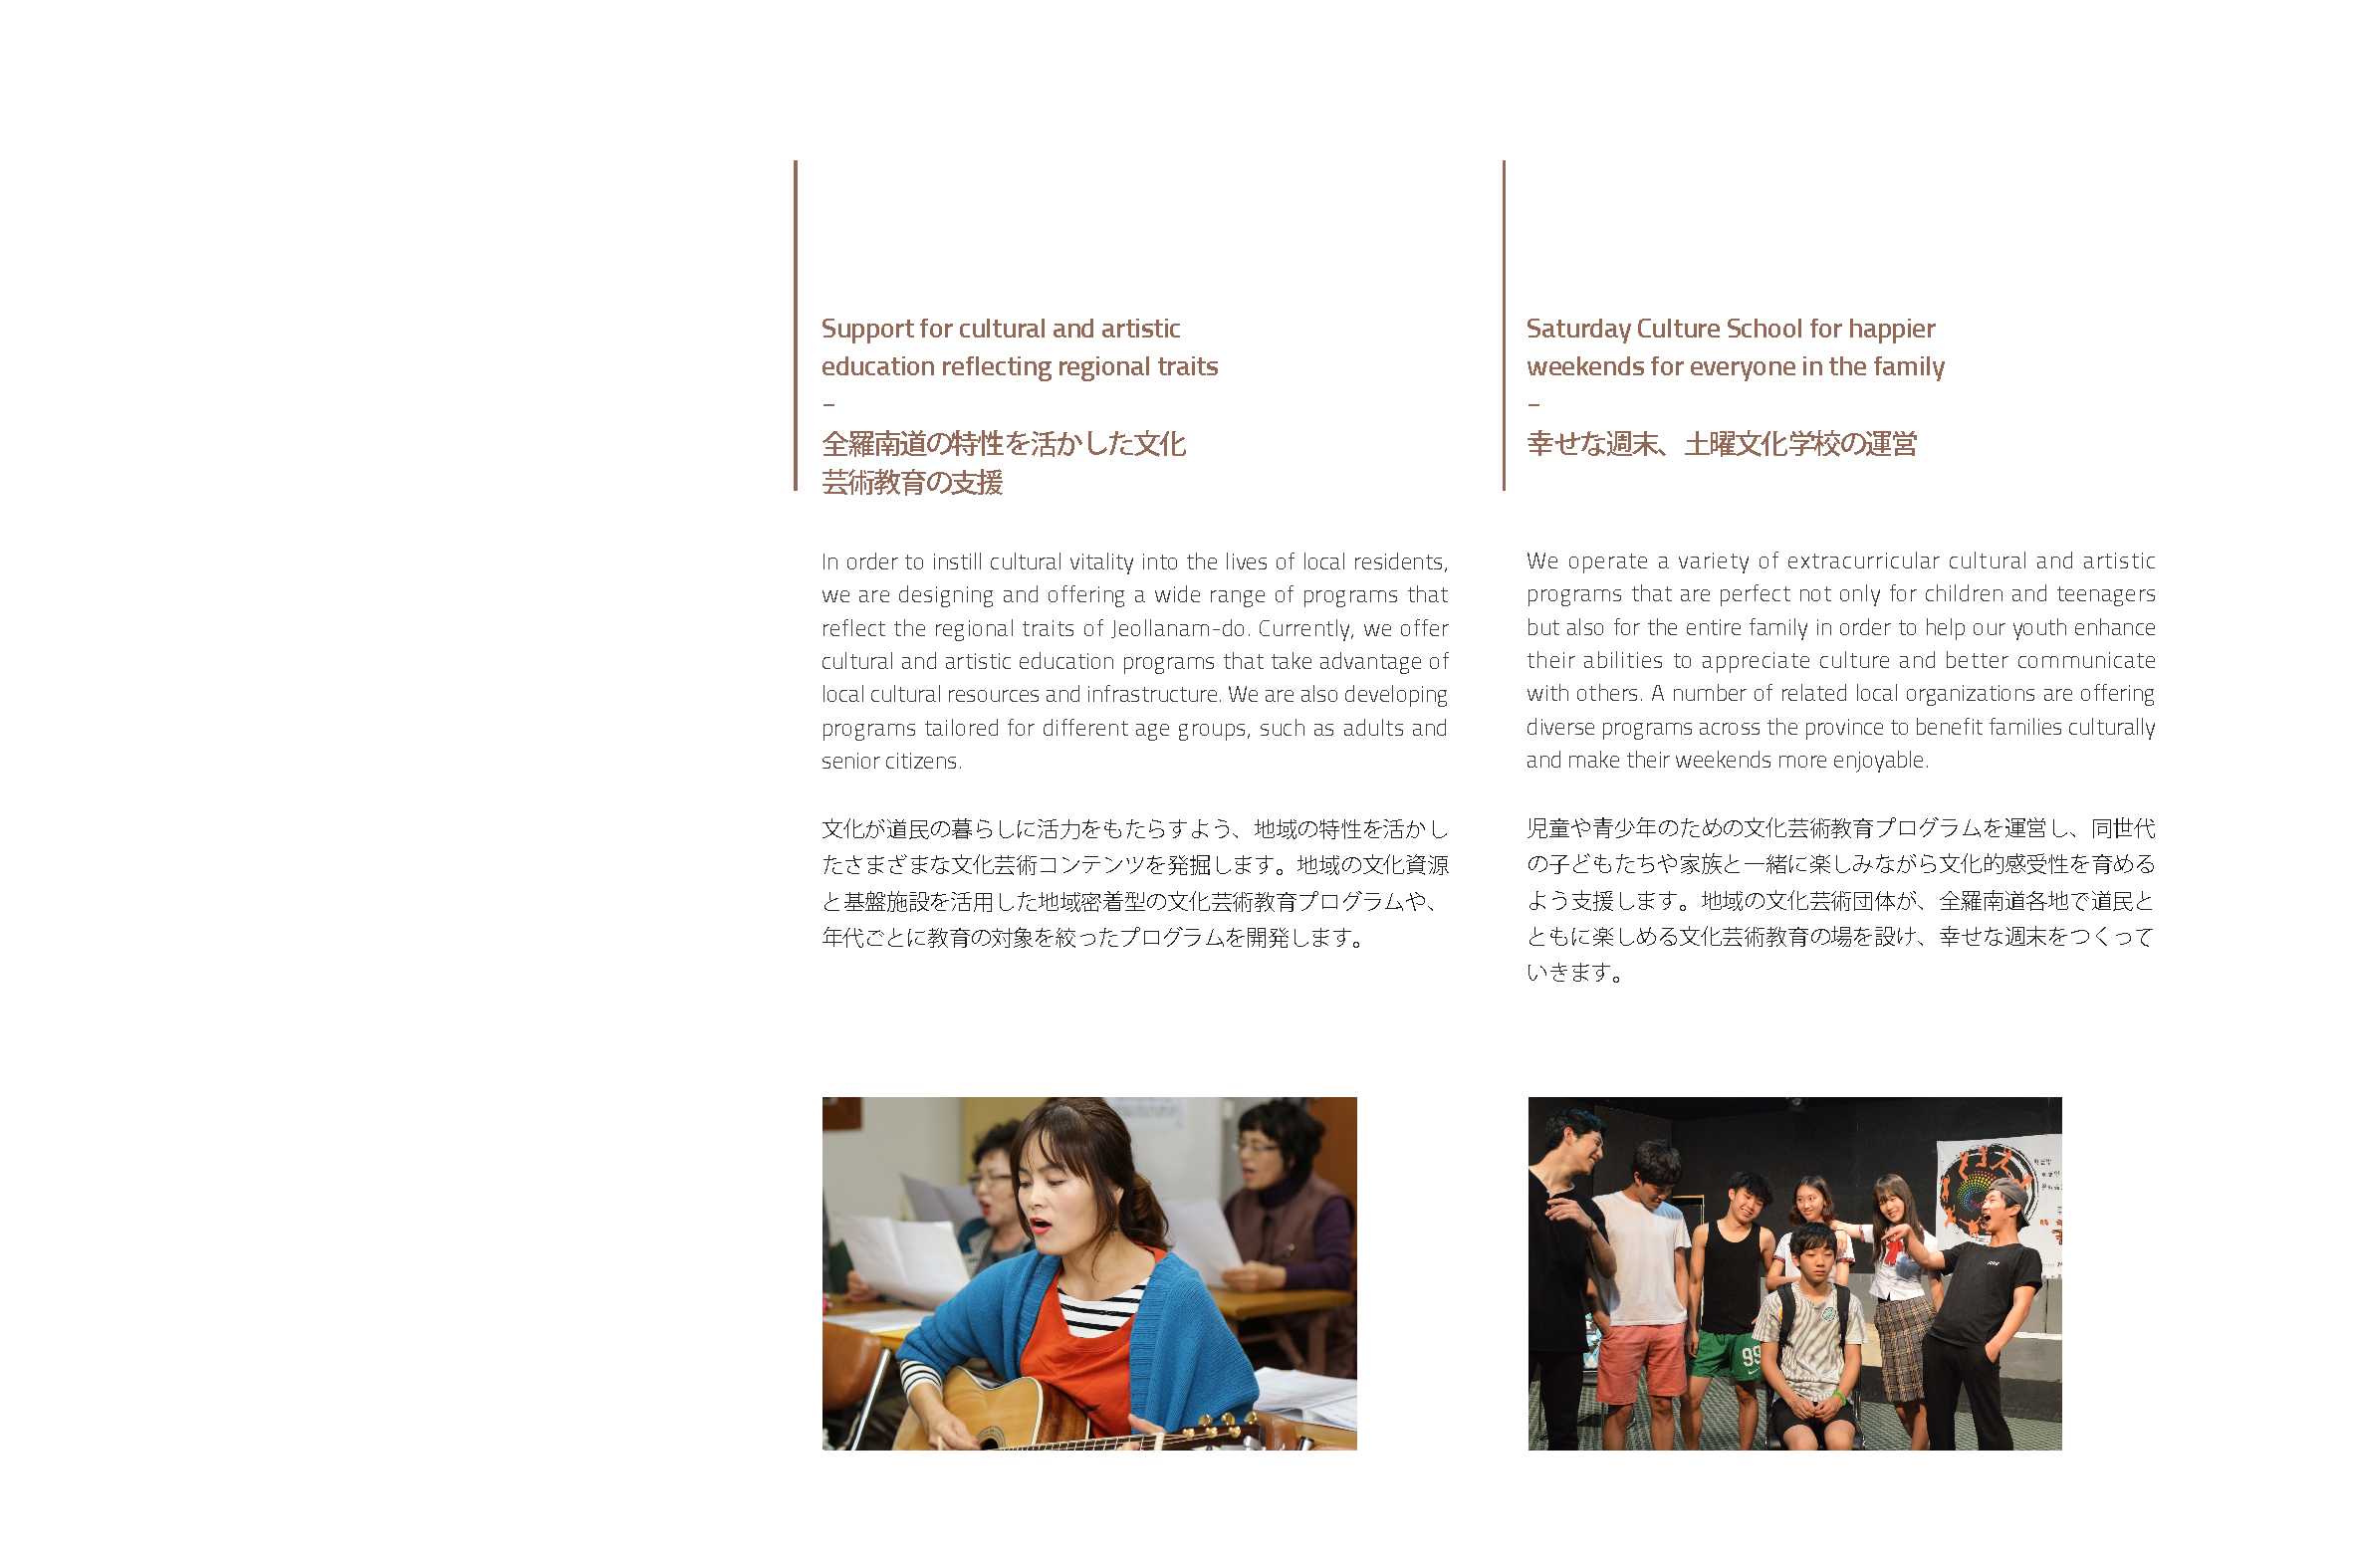 Support for cultural and artistic
education reflecting regional traits
–
全羅南道の特性を活かした文化
芸術教育の支援
In order to instill cultural vitality into the lives of local residents,
we are designing and offering a wide range of programs that
reflect the regional traits of Jeollanam-do. Currently, we offer
cultural and artistic education programs that take advantage of
local cultural resources and infrastructure. We are also developing
programs tailored for different age groups, such as adults and
senior citizens.
文化が道民の暮らしに活力をもたらすよう、地域の特性を活かし
たさまざまな文化芸術コンテンツを発掘します。地域の文化資源
と基盤施設を活用した地域密着型の文化芸術教育プログラムや、
年代ごとに教育の対象を絞ったプログラムを開発します。
Saturday Culture School for happier
weekends for everyone in the family
–
幸せな週末、土曜文化学校の運営
We operate a variety of extracurricular cultural and artistic
programs that are perfect not only for children and teenagers
but also for the entire family in order to help our youth enhance
their abilities to appreciate culture and better communicate
with others. A number of related local organizations are offering
diverse programs across the province to benefit families culturally
and make their weekends more enjoyable.
児童や青少年のための文化芸術教育プログラムを運営し、同世代
の子どもたちや家族と一緒に楽しみながら文化的感受性を育める
よう支援します。地域の文化芸術団体が、全羅南道各地で道民と
ともに楽しめる文化芸術教育の場を設け、幸せな週末をつくって
いきます。
99